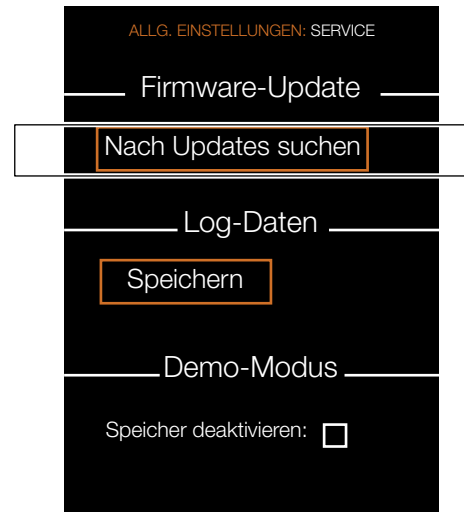 ALLG. EINSTELLUNGEN: SERVICE
Firmware-Update
Nach Updates suchen
Log-Daten
Speichern
Demo-Modus
Speicher deaktivieren: